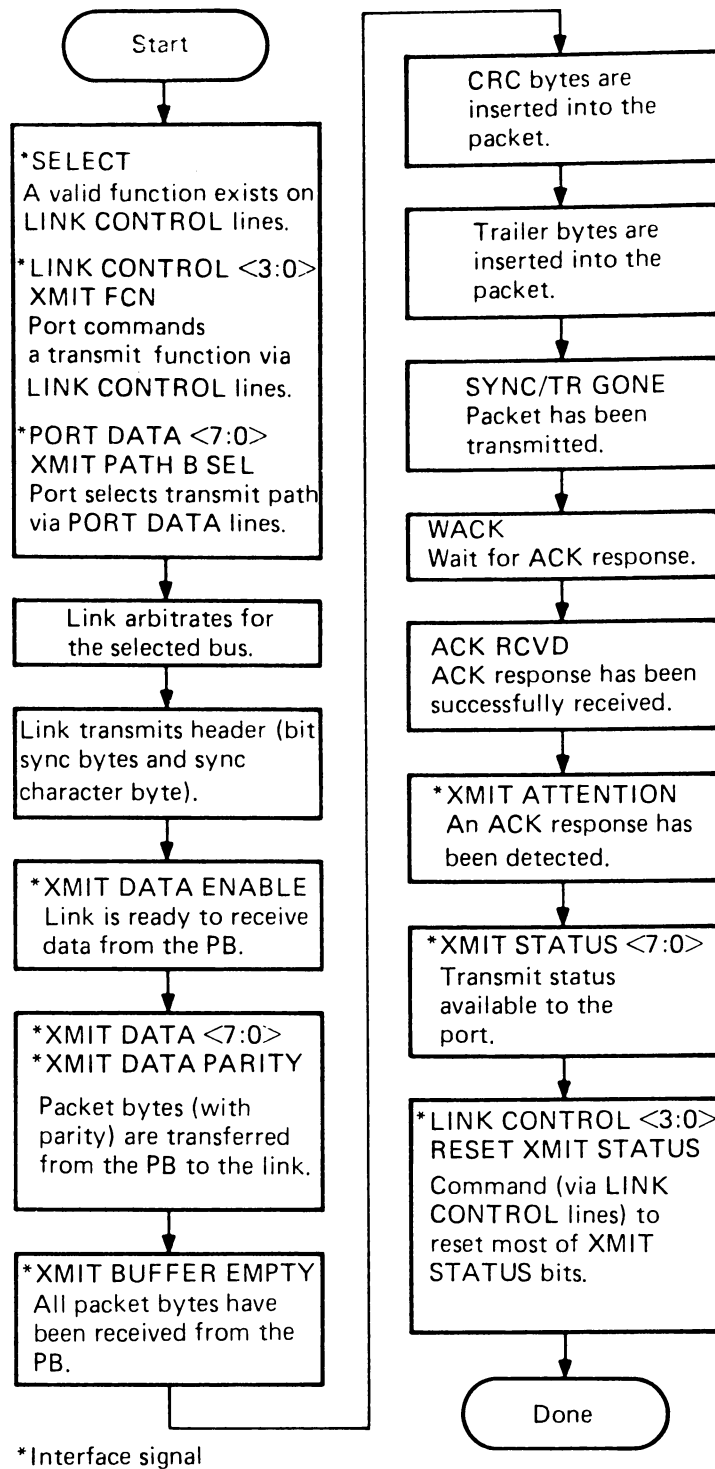 Start
*SELECT
A valid function exists on
LINK CONTROL lines.
*LINK CONTROL <3:0>
XMIT FCN
Port commands
a transmit function via
LINK CONTROL lines.
*PORT DATA <7:0>
XMIT PATH B SEL
Port selects transmit path
via PORT DATA lines.
Link arbitrates for
the selected bus.
Link transmits header (bit
sync bytes and sync
character byte).
*XMIT DATA ENABLE
Link is ready to receive
data from the PB.
*XMIT DATA <7:0>
*XMIT DATA PARITY
Packet bytes (with
parity) are transferred
from the PB to the link.
*XMIT BUFFER EMPTY
All packet bytes have
been received from the
PB.
CRC bytes are
inserted into the
packet.
Trailer bytes are
inserted into the
packet.
SYNC/TR GONE
Packet has been
transmitted.
WACK
Wait for ACK response.
ACK RCVD
ACK response has been
successfully received.
*XMIT ATTENTION
An ACK response has
been detected.
*XMIT STATUS <7:0>
Transmit status
available to the
port.
*LINK CONTROL <3:0>
RESET XMIT STATUS
Command (via LINK
CONTROL lines) to
reset most of XMIT
STATUS bits.
Done
*Interface signal